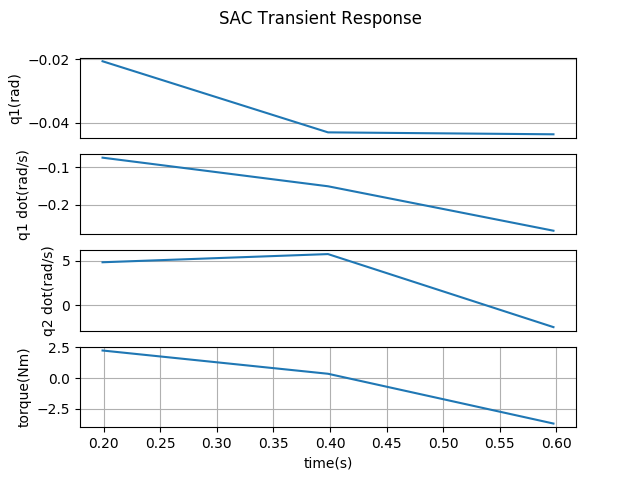 SAC Transient Response
q1(rad)
−0.02
−0.04
q1 dot(rad/s)
−0.1
−0.2
q2 dot(rad/s)
5
0
torque(Nm)
2.5
0.0
−2.5
0.20 0.25 0.30 0.35 0.40 0.45 0.50 0.55 0.60
time(s)